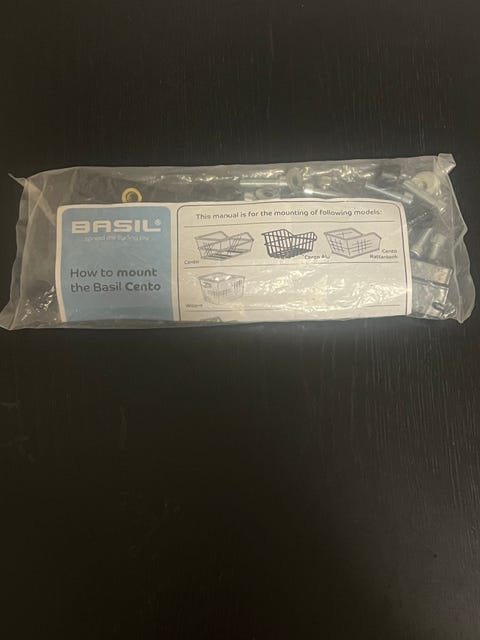 BASIL®
spread the cycling joy
How to mount
the Basil Cento
This manual is for the mounting of following models:
Cento
Cento Alu
Cento
Rattanlook